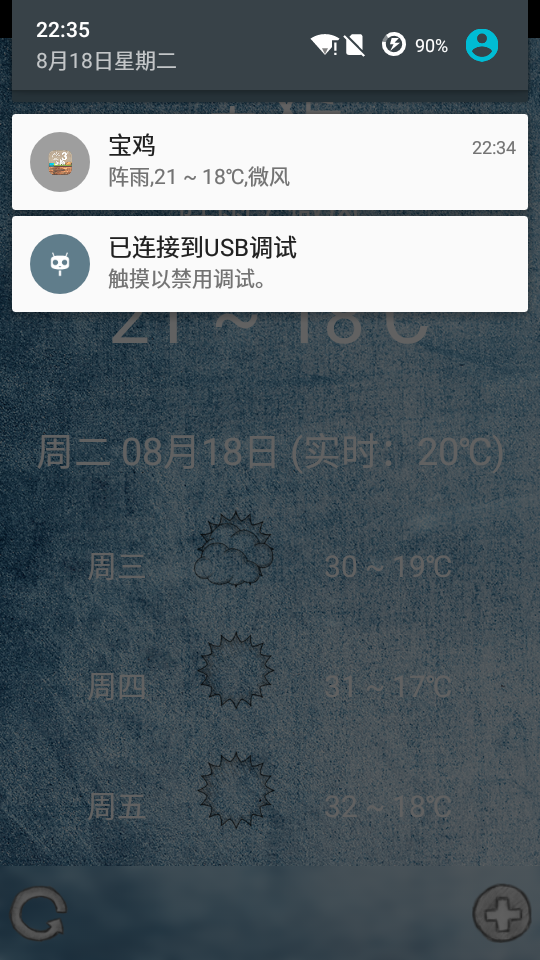 22:35
8月18日星期二
90%
宝鸡
22:34
阵雨,21 ~ 18℃,微风
已连接到USB调试
触摸以禁用调试。
21 ~ 18℃
周二 08月18日 (实时：20℃)
周三 30 ~ 19℃
周四 31 ~ 17℃
周五 32 ~ 18℃